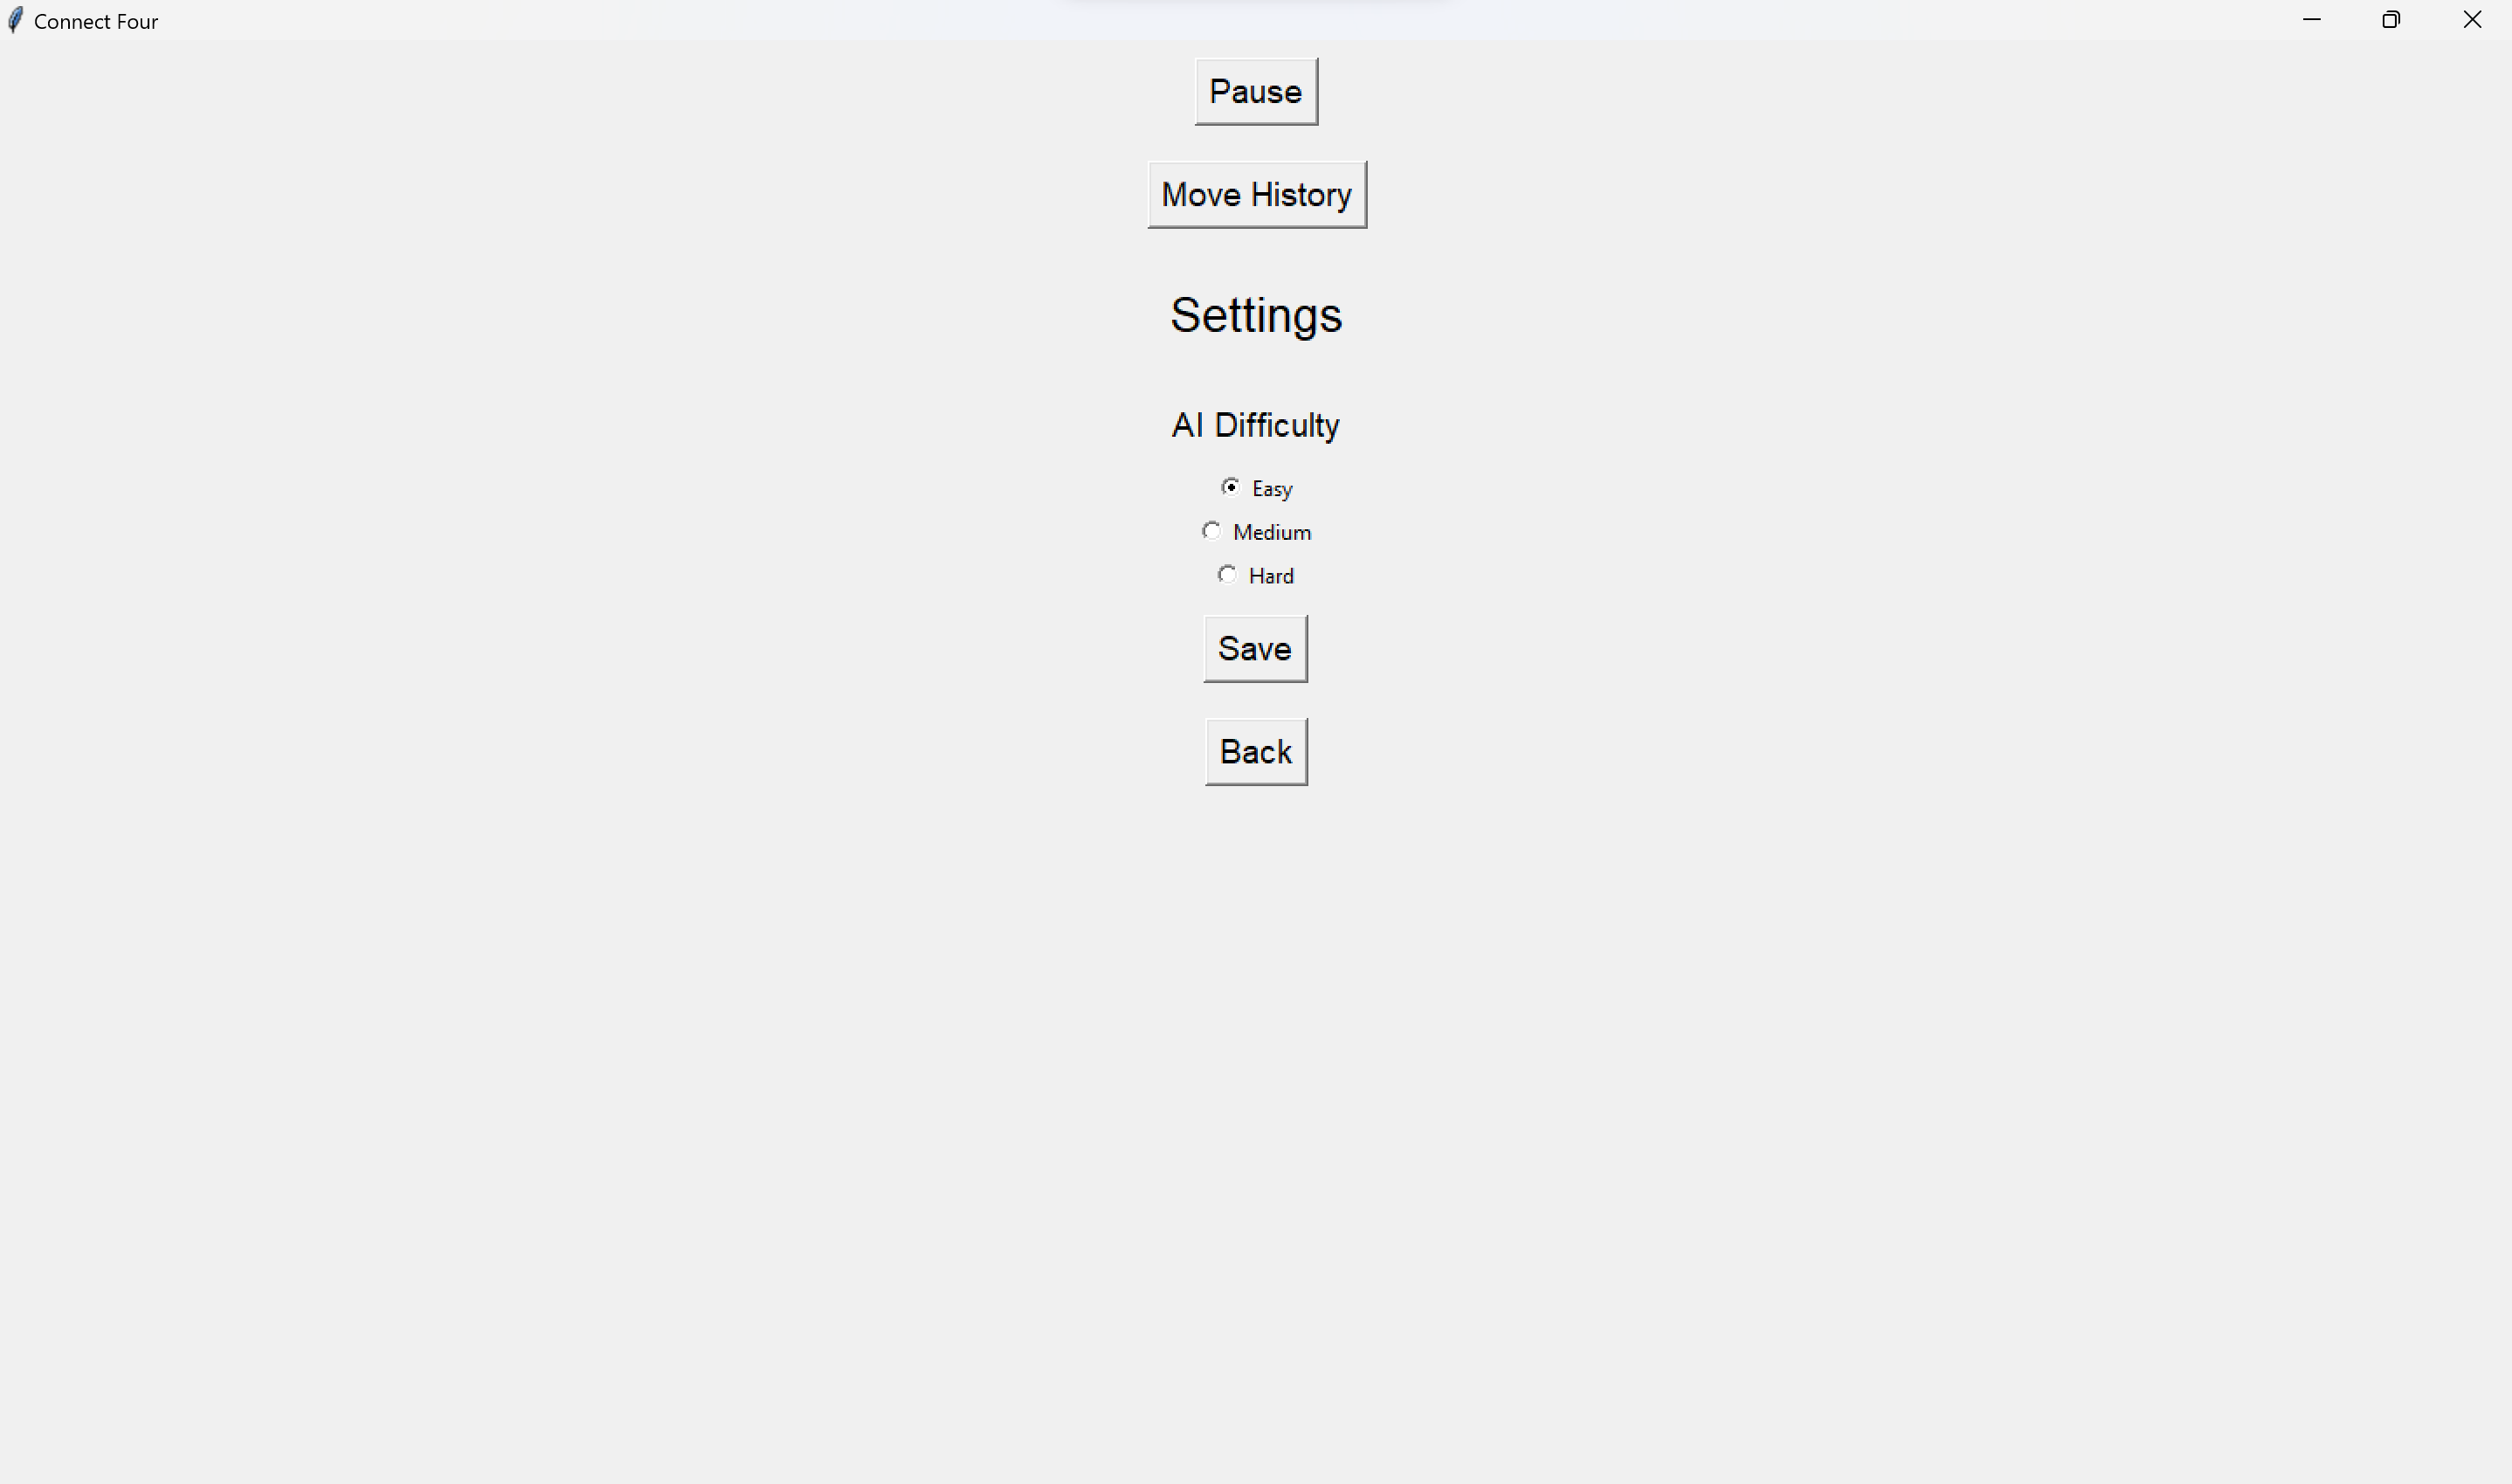 Connect Four
Pause
Move History
Settings
AI Difficulty
Easy
Medium
Hard
Save
Back